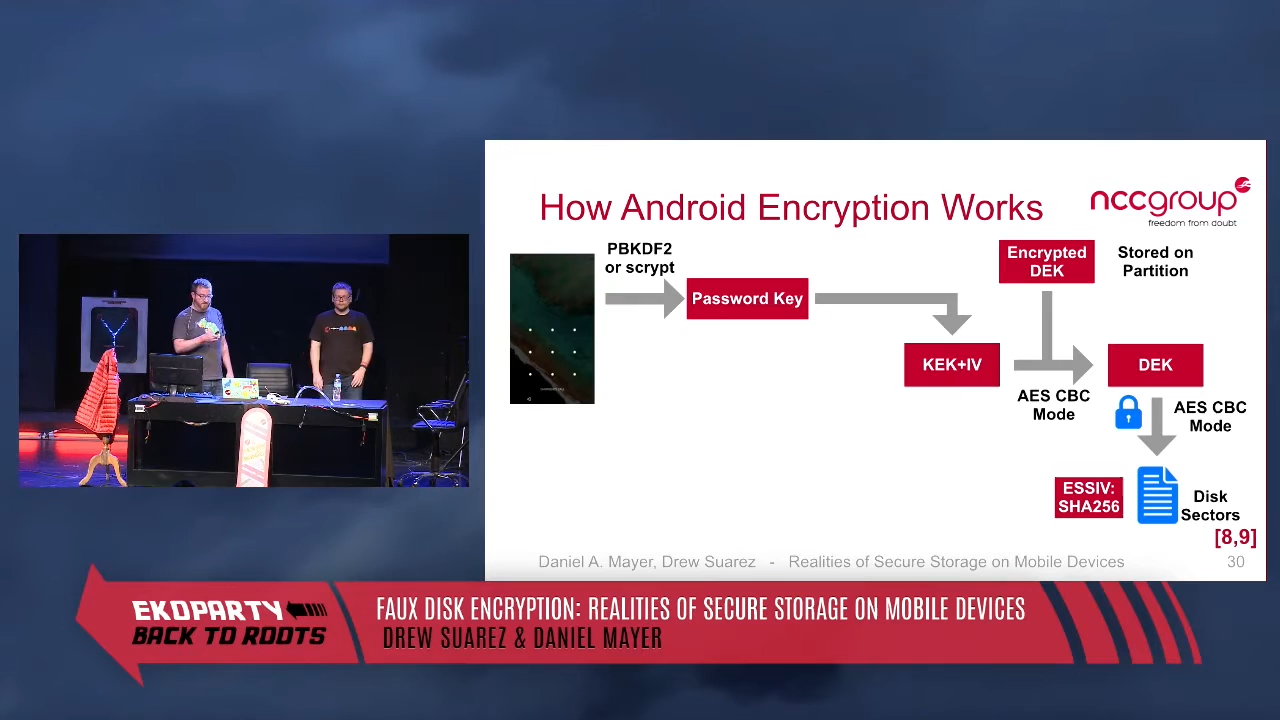 How Android Encryption Works
nccgroup
freedom from doubt
PBKDF2
or scrypt
Password Key
Encrypted
DEK
Stored on
Partition
KEK+IV
AES CBC
Mode
DEK
AES CBC
Mode
ESSIV:
SHA256
Disk
Sectors
[8,9]
Daniel A. Mayer, Drew Suarez - Realities of Secure Storage on Mobile Devices
30
EKOPARTY
BACK TO ROOTS
FAUX DISK ENCRYPTION: REALITIES OF SECURE STORAGE ON MOBILE DEVICES
DREW SUAREZ & DANIEL MAYER